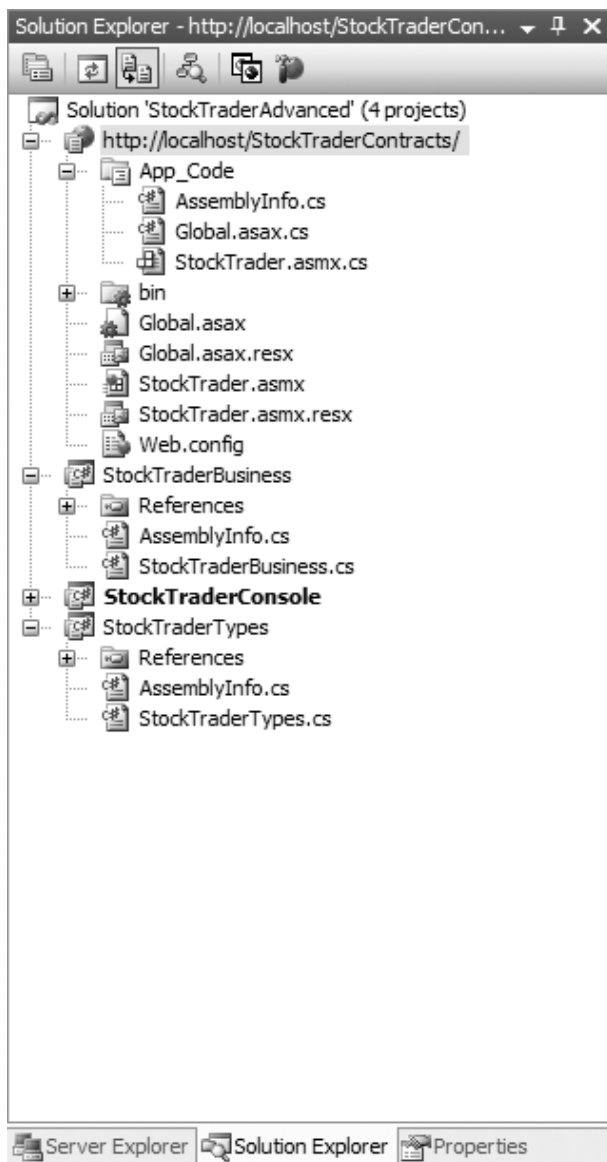 Solution Explorer - http://localhost/StockTraderCon...
Solution 'StockTraderAdvanced' (4 projects)
http://localhost/StockTraderContracts/
App_Code
AssemblyInfo.cs
Global.asax.cs
StockTrader.asmx.cs
bin
Global.asax
Global.asax.resx
StockTrader.asmx
StockTrader.asmx.resx
Web.config
StockTraderBusiness
References
AssemblyInfo.cs
StockTraderBusiness.cs
StockTraderConsole
StockTraderTypes
References
AssemblyInfo.cs
StockTraderTypes.cs
Server Explorer Solution Explorer Properties